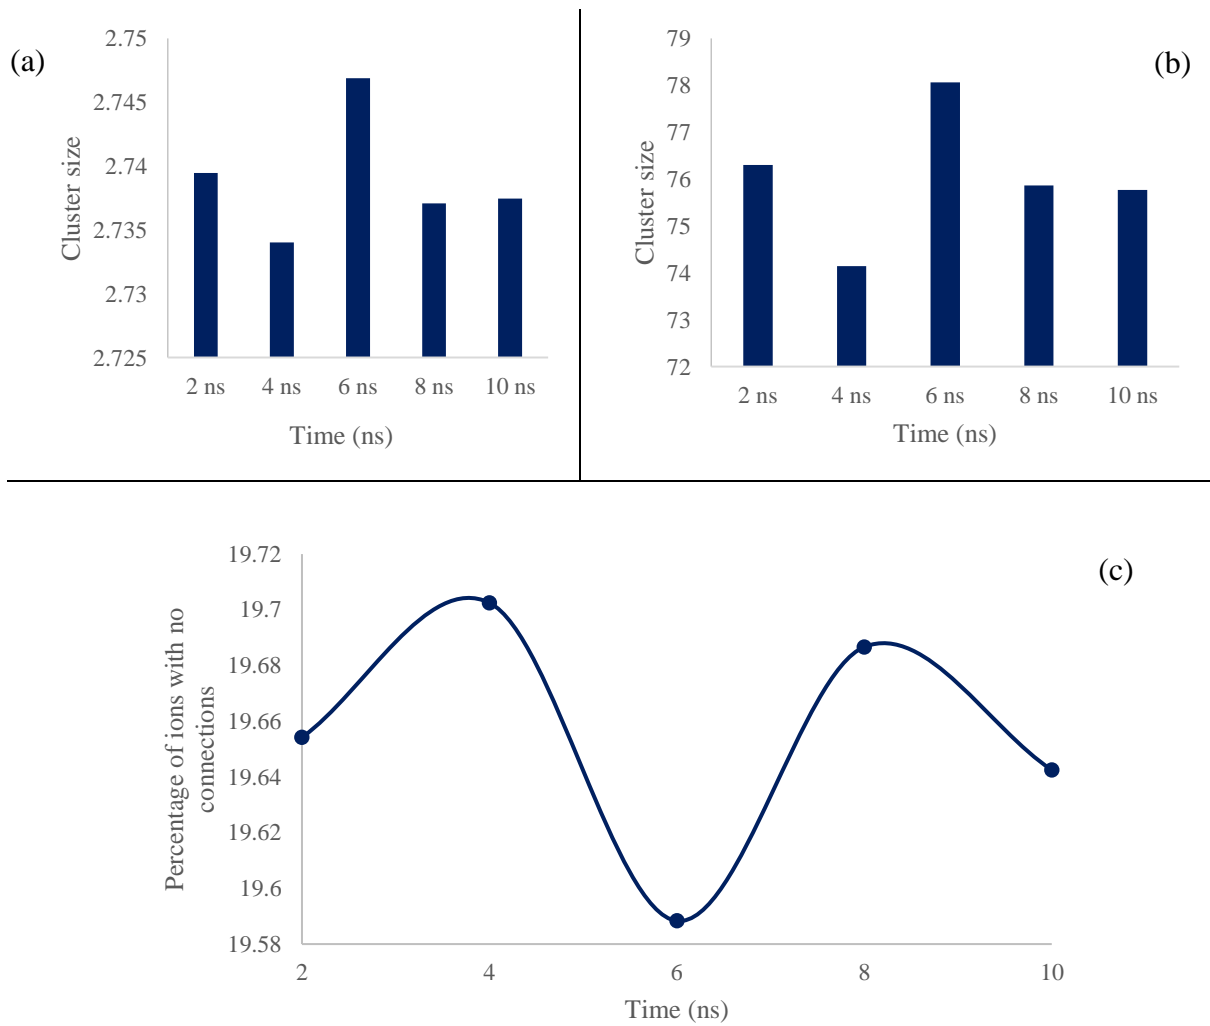 (a)
Cluster size
2.75
2.745
2.74
2.735
2.73
2.725
2 ns 4 ns 6 ns 8 ns 10 ns
Time (ns)
(b)
Cluster size
79
78
77
76
75
74
73
72
2 ns 4 ns 6 ns 8 ns 10 ns
Time (ns)
(c)
Percentage of ions with no
connections
19.72
19.7
19.68
19.66
19.64
19.62
19.6
19.58
2 4 6 8 10
Time (ns)